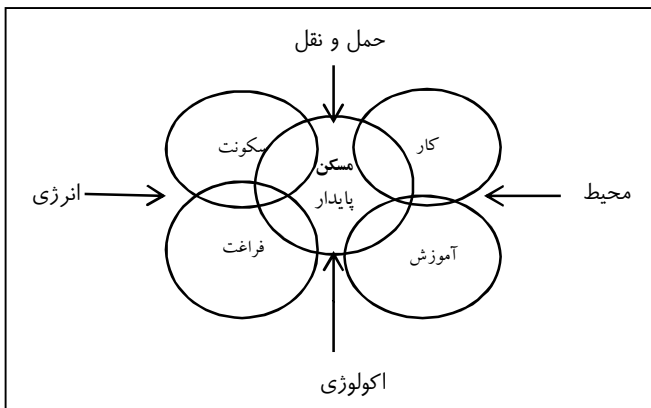 حمل و نقل
کار
سکونت
مسکن
پایدار
محیط
انرژی
آموزش
فراغت
اکولوژی